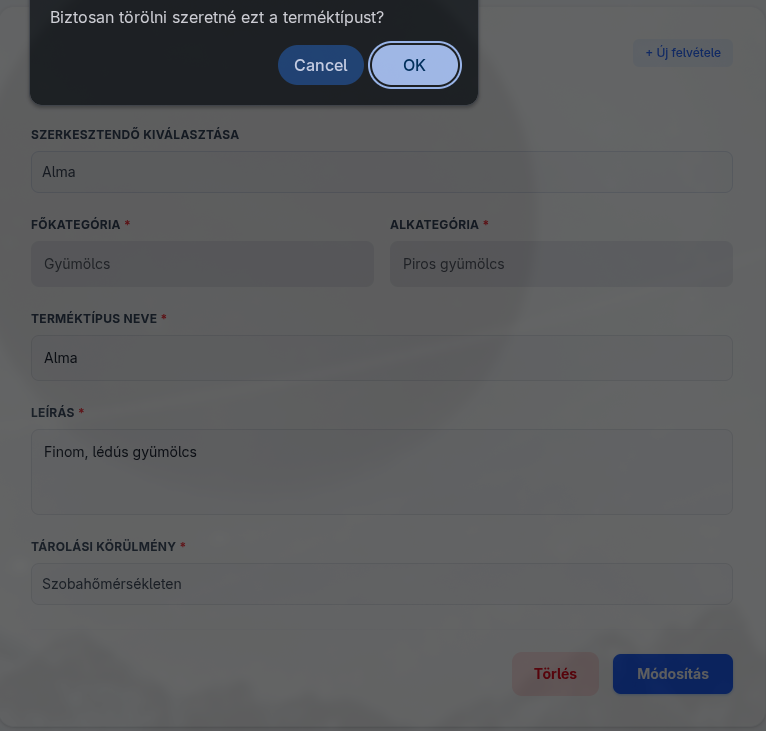 Biztosan törölni szeretné ezt a terméktípust?
Cancel
OK
+ Új felvétele
SZERKESZTENDŐ KIVÁLASZTÁSA
Alma
FŐKATEGÓRIA *
ALKATEGÓRIA *
Gyümölcs
Piros gyümölcs
TERMÉKTÍPUS NEVE *
Alma
LEÍRÁS *
Finom, lédús gyümölcs
TÁROLÁSI KÖRÜLMÉNY *
Szobahőmérsékleten
Törlés
Módosítás